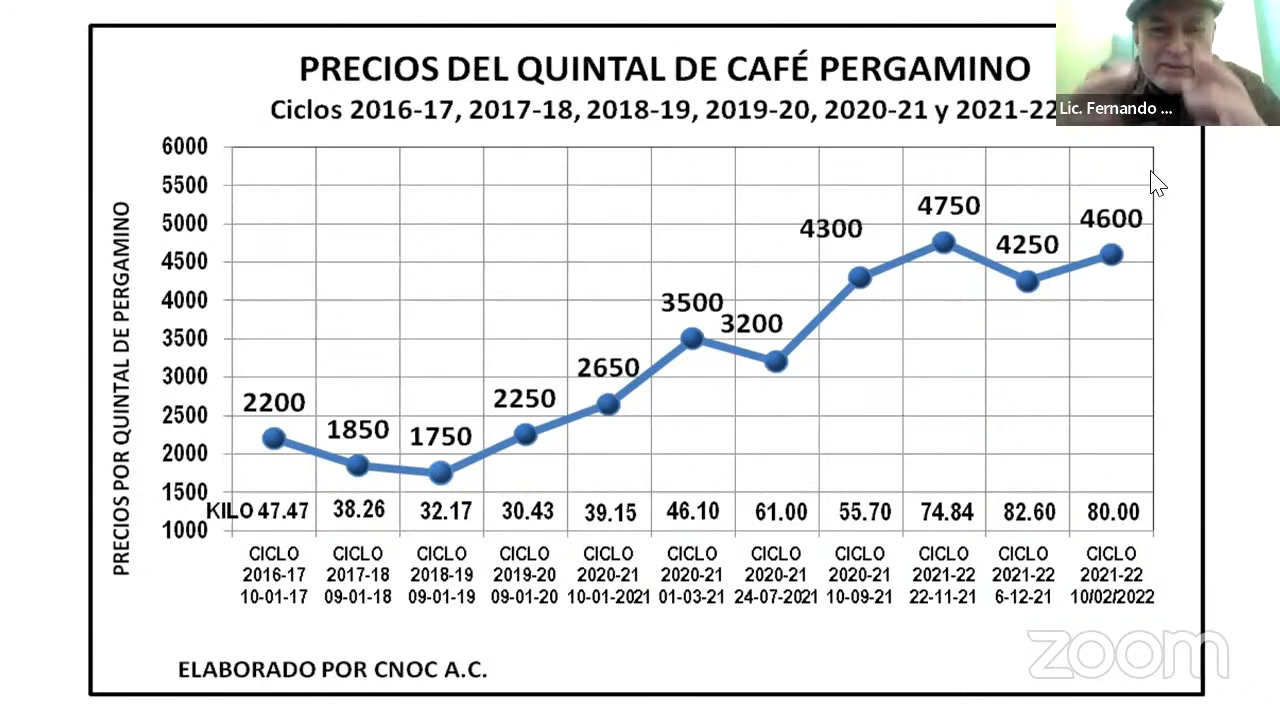 PRECIOS DEL QUINTAL DE CAFÉ PERGAMINO
Ciclos 2016-17, 2017-18, 2018-19, 2019-20, 2020-21 y 2021-22
Lic. Fernando ...
PRECIOS POR QUINTAL DE PERGAMINO
6000
5500
5000
4500
4000
3500
3000
2500
2000
1500
1000
2200
1850
1750
2250
2650
3500
3200
4300
4750
4250
4600
KILO 47.47 38.26 32.17 30.43 39.15 46.10 61.00 55.70 74.84 82.60 80.00
CICLO CICLO CICLO CICLO CICLO CICLO CICLO CICLO CICLO CICLO CICLO
2016-17 2017-18 2018-19 2019-20 2020-21 2020-21 2020-21 2020-21 2021-22 2021-22 2021-22
10-01-17 09-01-18 09-01-19 09-01-20 10-01-2021 01-03-21 24-07-2021 10-09-21 22-11-21 6-12-21 10/02/2022
ELABORADO POR CNOC A.C.
zoom